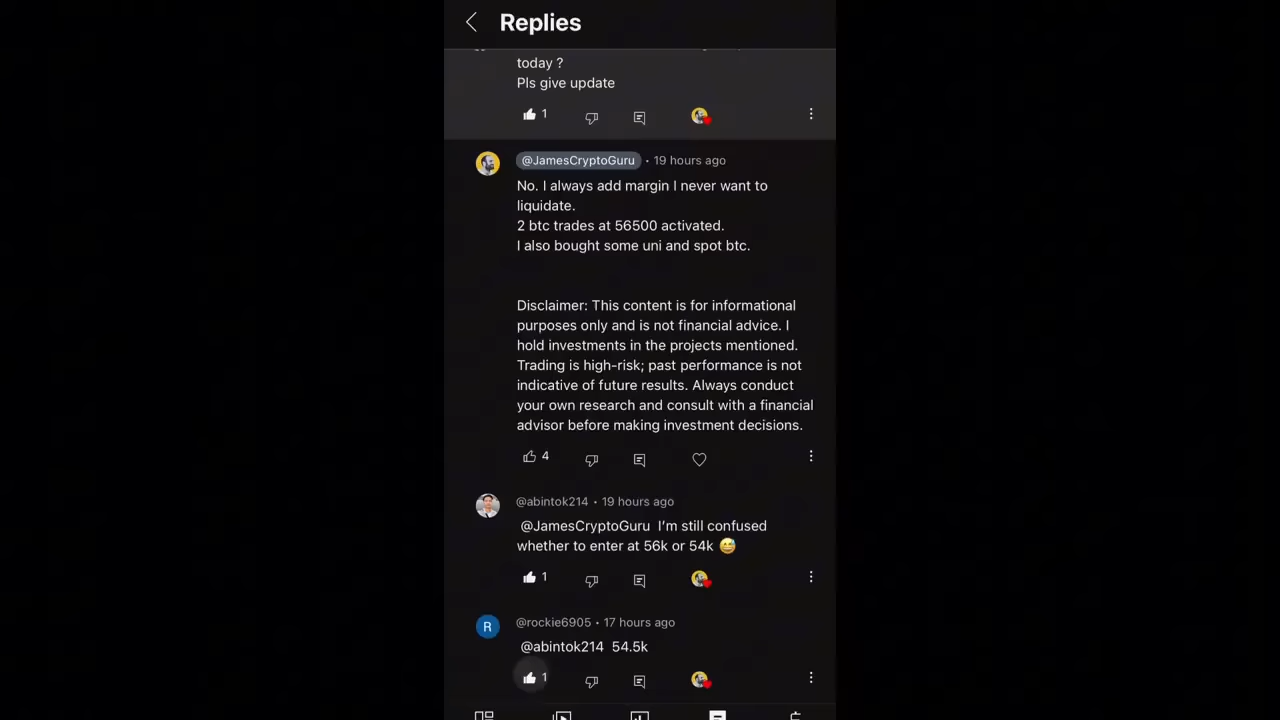 Replies
today ?
Pls give update
1
@JamesCryptoGuru • 19 hours ago
No. I always add margin I never want to
liquidate.
2 btc trades at 56500 activated.
I also bought some uni and spot btc.
Disclaimer: This content is for informational
purposes only and is not financial advice. I
hold investments in the projects mentioned.
Trading is high-risk; past performance is not
indicative of future results. Always conduct
your own research and consult with a financial
advisor before making investment decisions.
4
@abintok214 • 19 hours ago
@JamesCryptoGuru I'm still confused
whether to enter at 56k or 54k 😅
1
R
@rockie6905 • 17 hours ago
@abintok214 54.5k
1